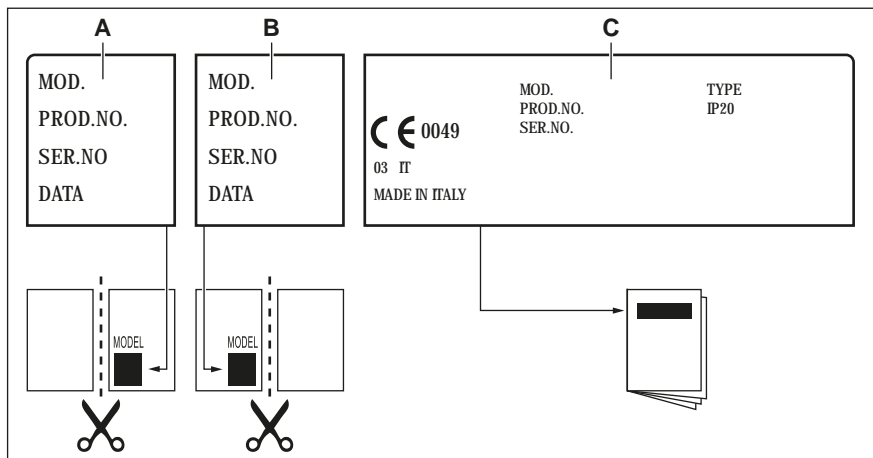 A
B
C
MOD.
PROD.NO.
SER.NO
DATA
MOD.
PROD.NO.
SER.NO
DATA
MOD.
PROD.NO.
SER.NO.
TYPE
IP20
CE 0049
03 IT
MADE IN ITALY
MODEL
MODEL